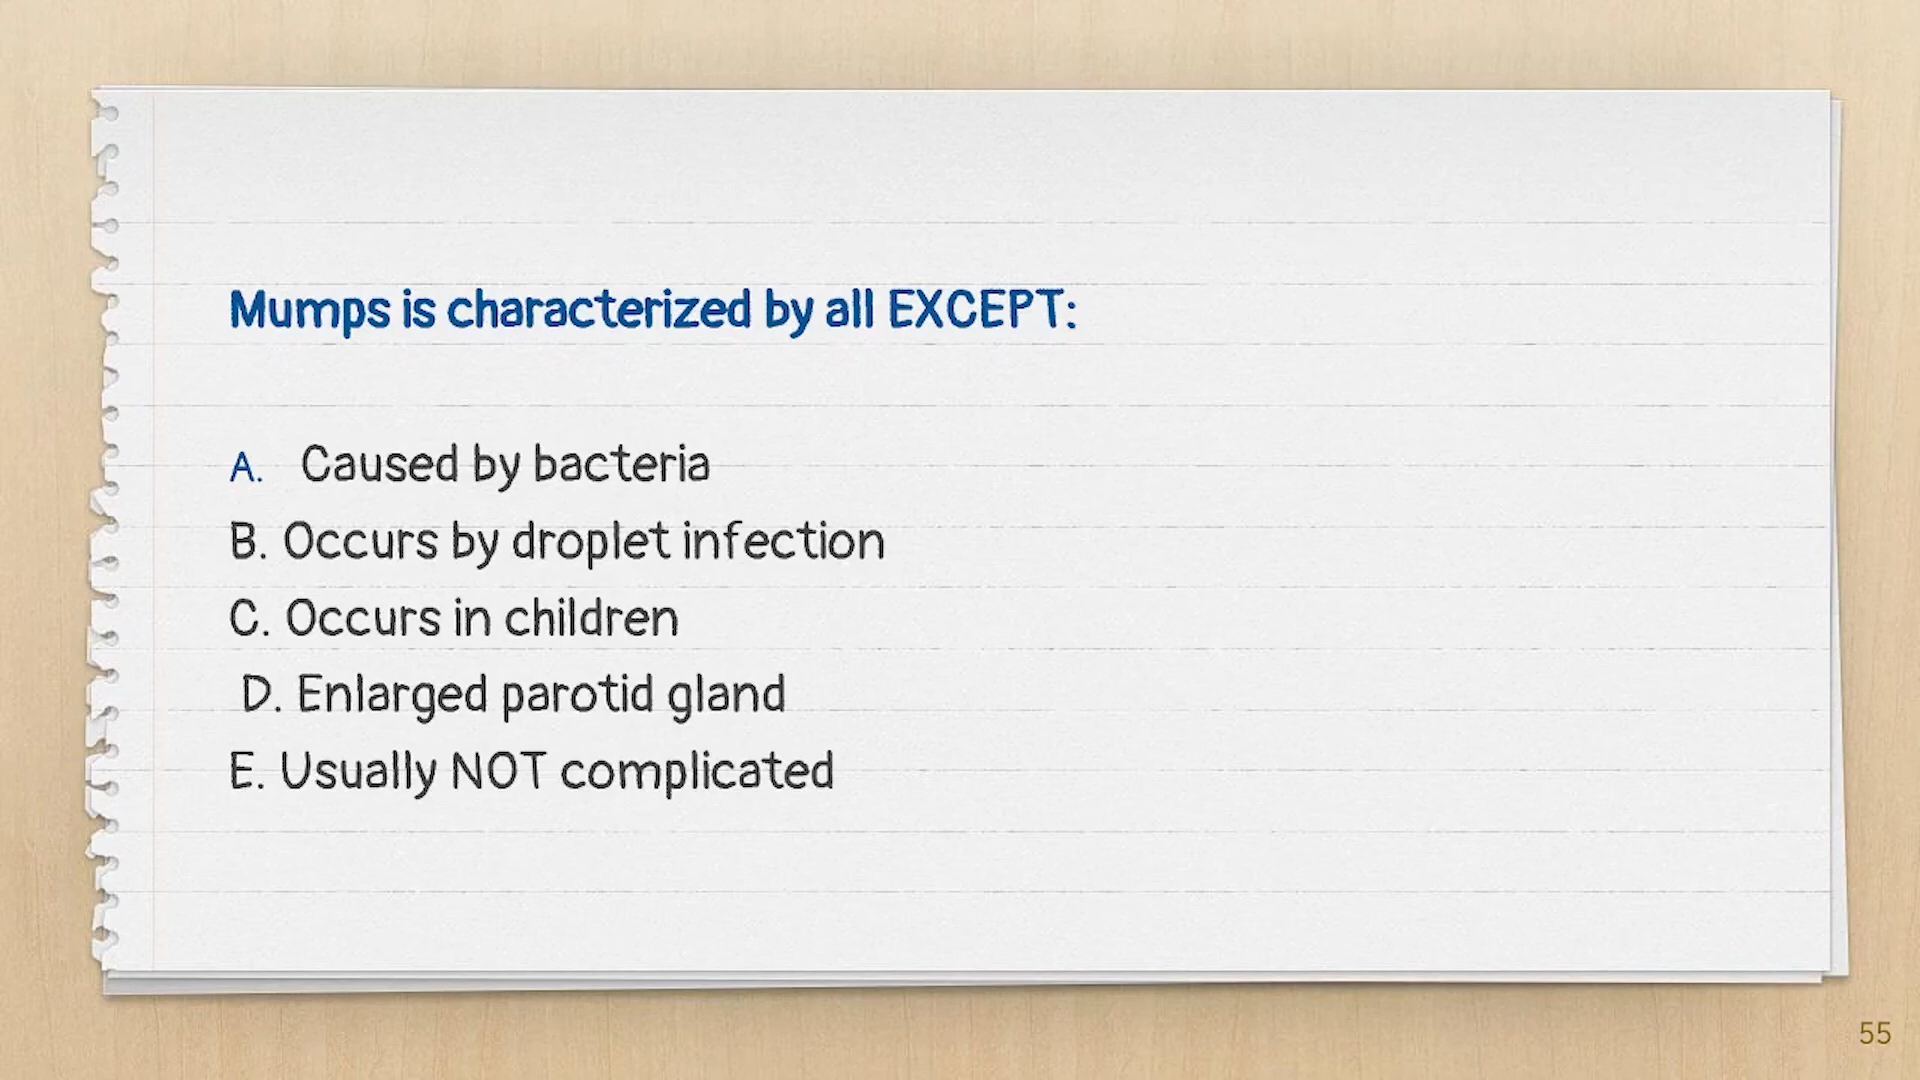 Mumps is characterized by all EXCEPT:
A. Caused by bacteria
B. Occurs by droplet infection
C. Occurs in children
D. Enlarged parotid gland
E. Usually NOT complicated
55